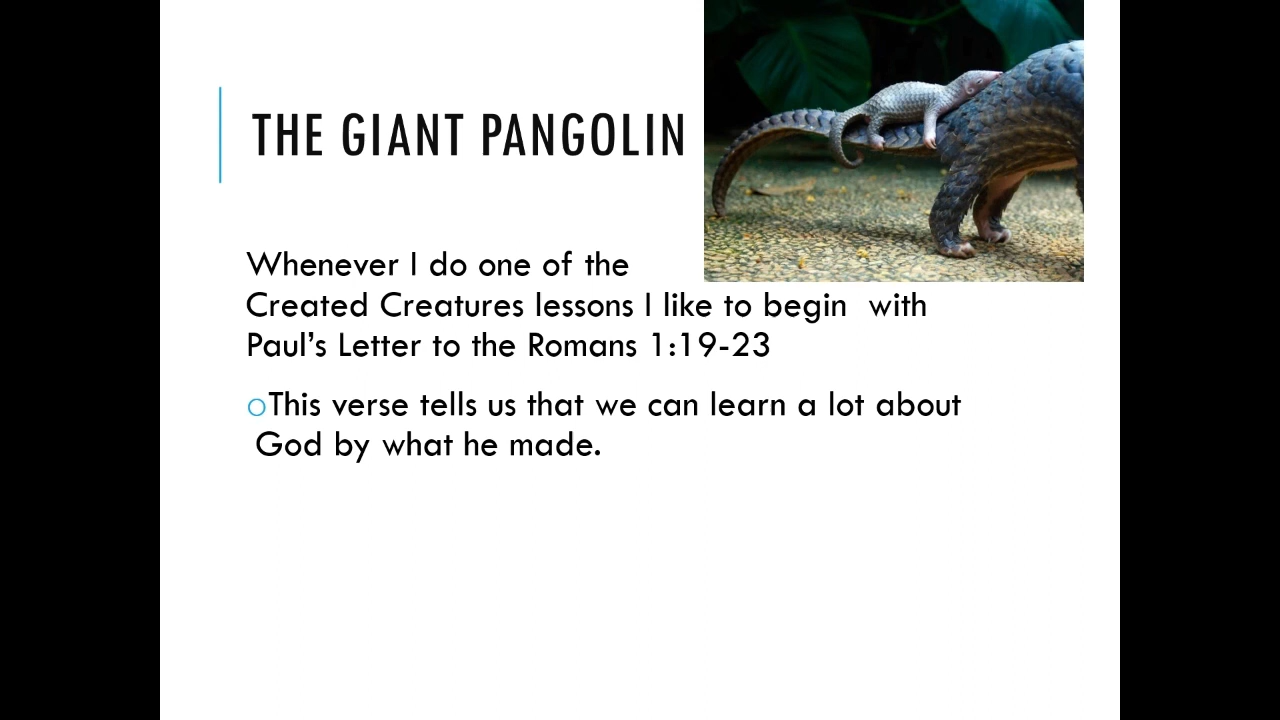 THE GIANT PANGOLIN
Whenever I do one of the
Created Creatures lessons I like to begin  with
Paul’s Letter to the Romans 1:19-23
oThis verse tells us that we can learn a lot about
God by what he made.